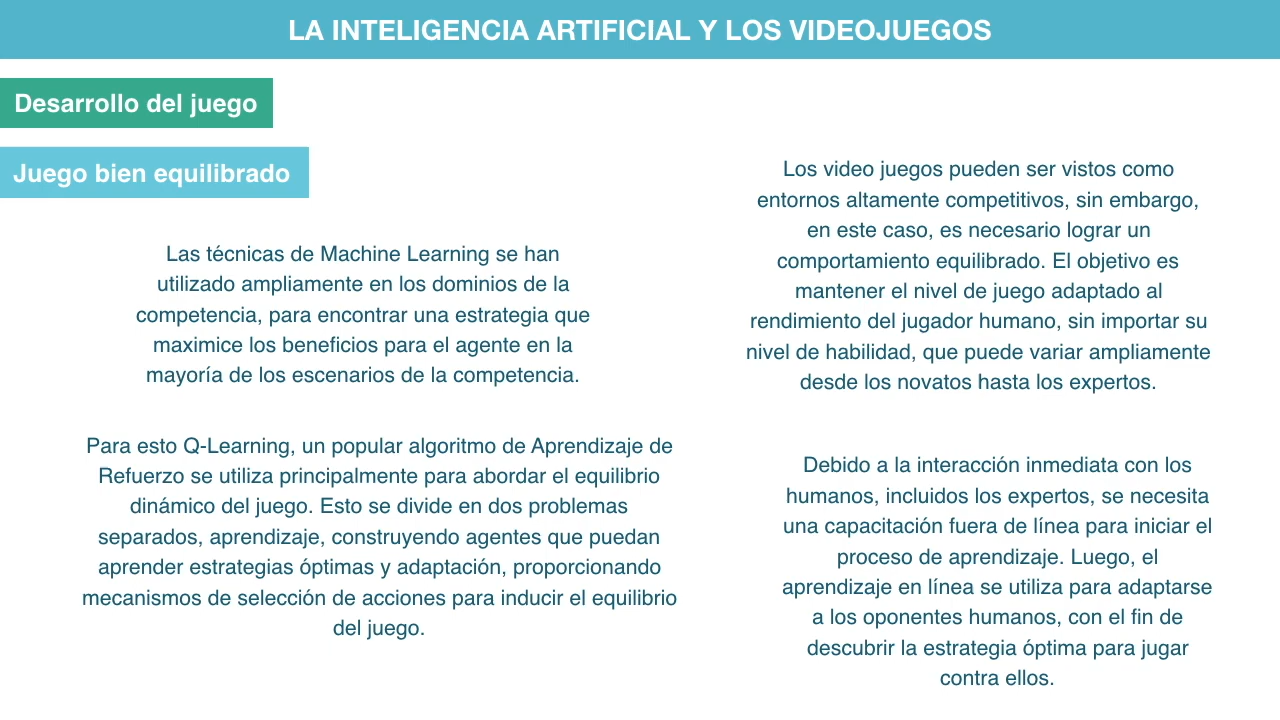 LA INTELIGENCIA ARTIFICIAL Y LOS VIDEOJUEGOS
Desarrollo del juego
Juego bien equilibrado
Las técnicas de Machine Learning se han
utilizado ampliamente en los dominios de la
competencia, para encontrar una estrategia que
maximice los beneficios para el agente en la
mayoría de los escenarios de la competencia.
Para esto Q-Learning, un popular algoritmo de Aprendizaje de
Refuerzo se utiliza principalmente para abordar el equilibrio
dinámico del juego. Esto se divide en dos problemas
separados, aprendizaje, construyendo agentes que puedan
aprender estrategias óptimas y adaptación, proporcionando
mecanismos de selección de acciones para inducir el equilibrio
del juego.
Los video juegos pueden ser vistos como
entornos altamente competitivos, sin embargo,
en este caso, es necesario lograr un
comportamiento equilibrado. El objetivo es
mantener el nivel de juego adaptado al
rendimiento del jugador humano, sin importar su
nivel de habilidad, que puede variar ampliamente
desde los novatos hasta los expertos.
Debido a la interacción inmediata con los
humanos, incluidos los expertos, se necesita
una capacitación fuera de línea para iniciar el
proceso de aprendizaje. Luego, el
aprendizaje en línea se utiliza para adaptarse
a los oponentes humanos, con el fin de
descubrir la estrategia óptima para jugar
contra ellos.